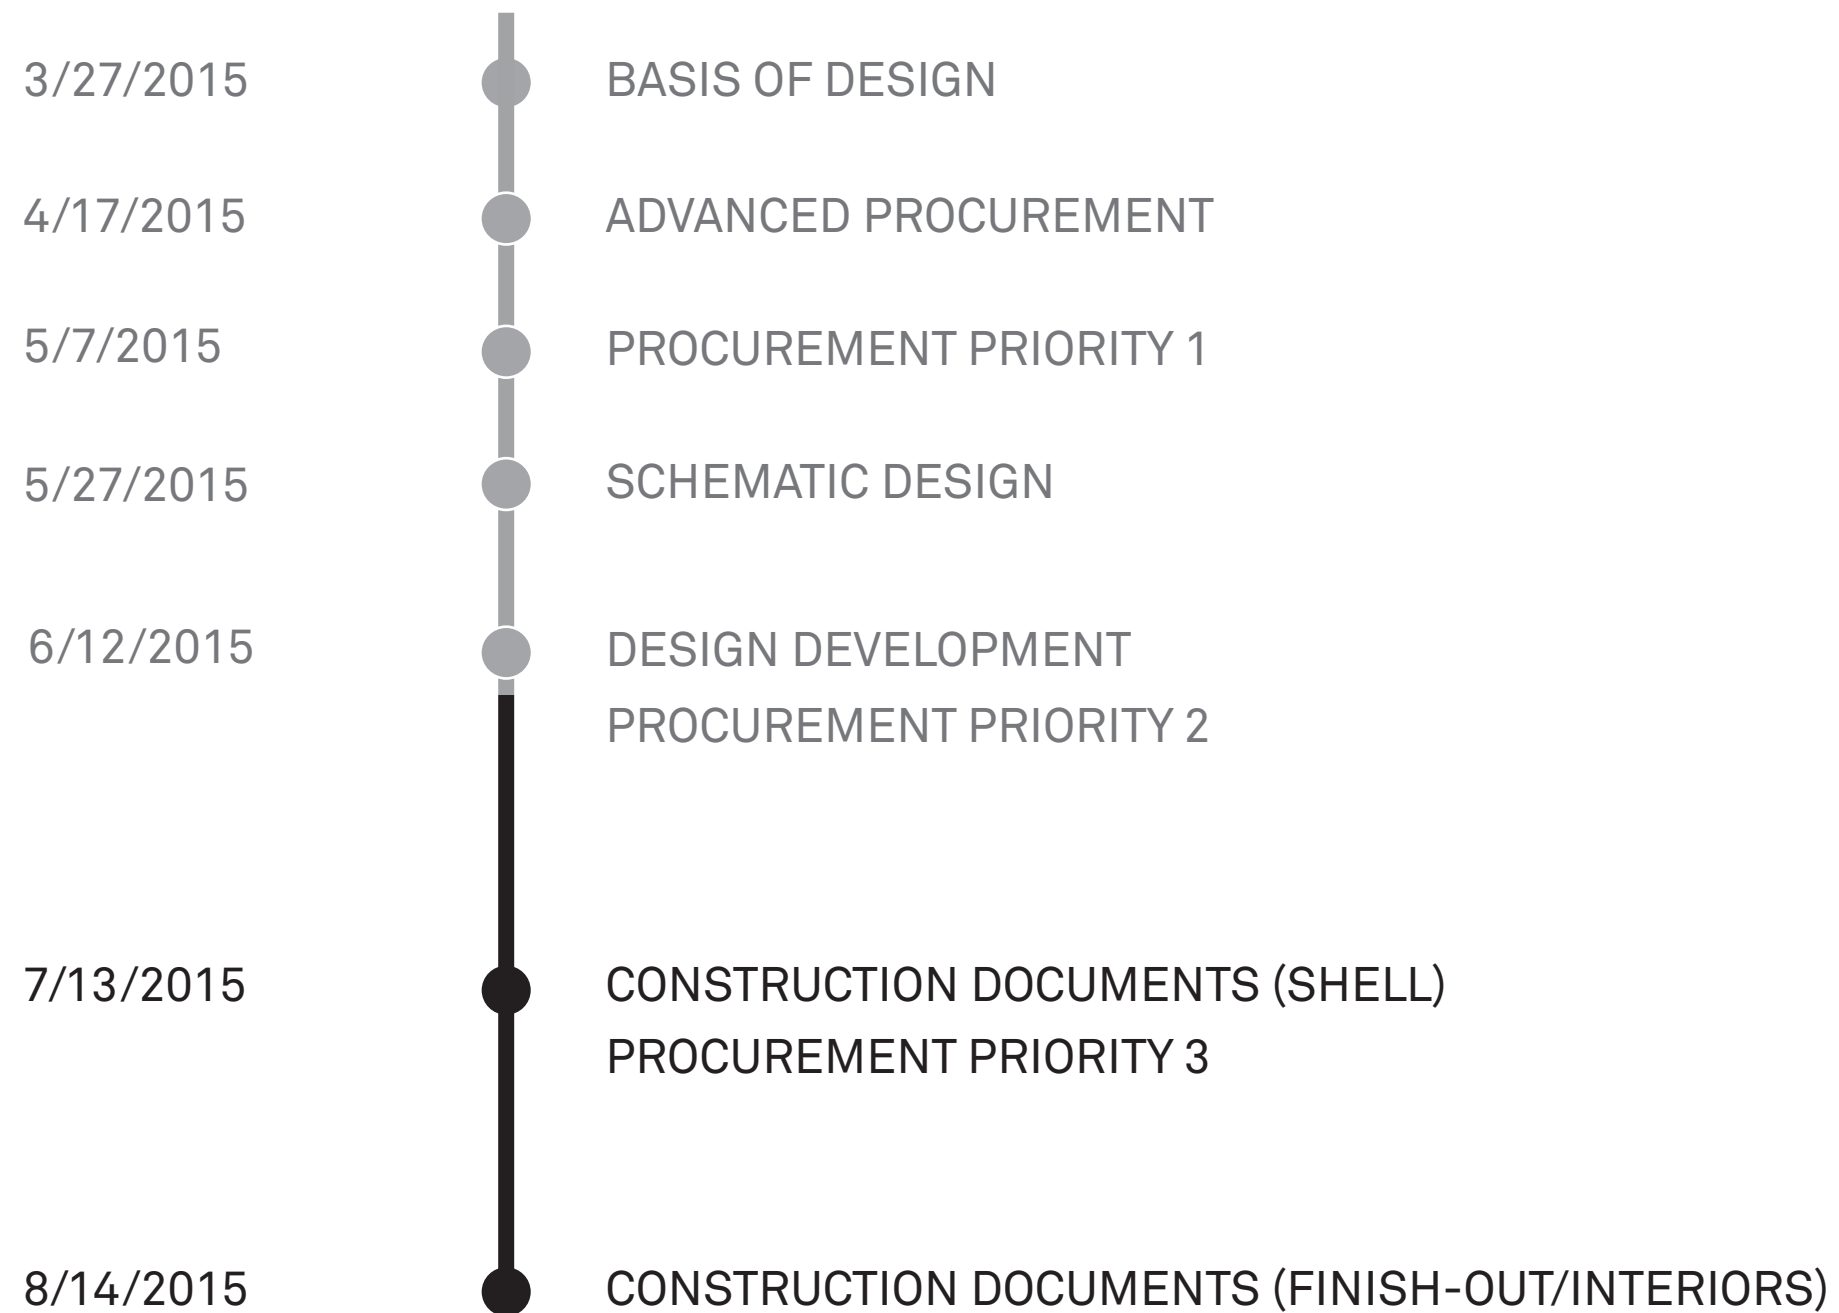 3/27/2015 BASIS OF DESIGN
4/17/2015 ADVANCED PROCUREMENT
5/7/2015 PROCUREMENT PRIORITY 1
5/27/2015 SCHEMATIC DESIGN
6/12/2015 DESIGN DEVELOPMENT
PROCUREMENT PRIORITY 2
7/13/2015 CONSTRUCTION DOCUMENTS (SHELL)
PROCUREMENT PRIORITY 3
8/14/2015 CONSTRUCTION DOCUMENTS (FINISH-OUT/INTERIORS)